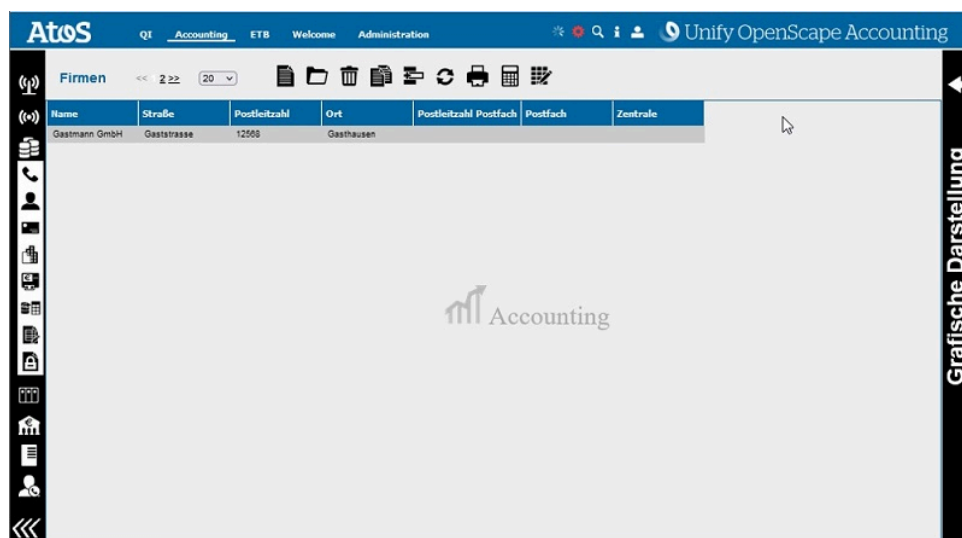 Atos QI Accounting ETB Welcome Administration Unify OpenScape Accounting
Firmen << 2 >> 20
Name Straße Postleitzahl Ort Postleitzahl Postfach Postfach Zentrale
Gastmann GmbH Gaststrasse 12568 Gasthausen
Accounting
Grafische Darstellung